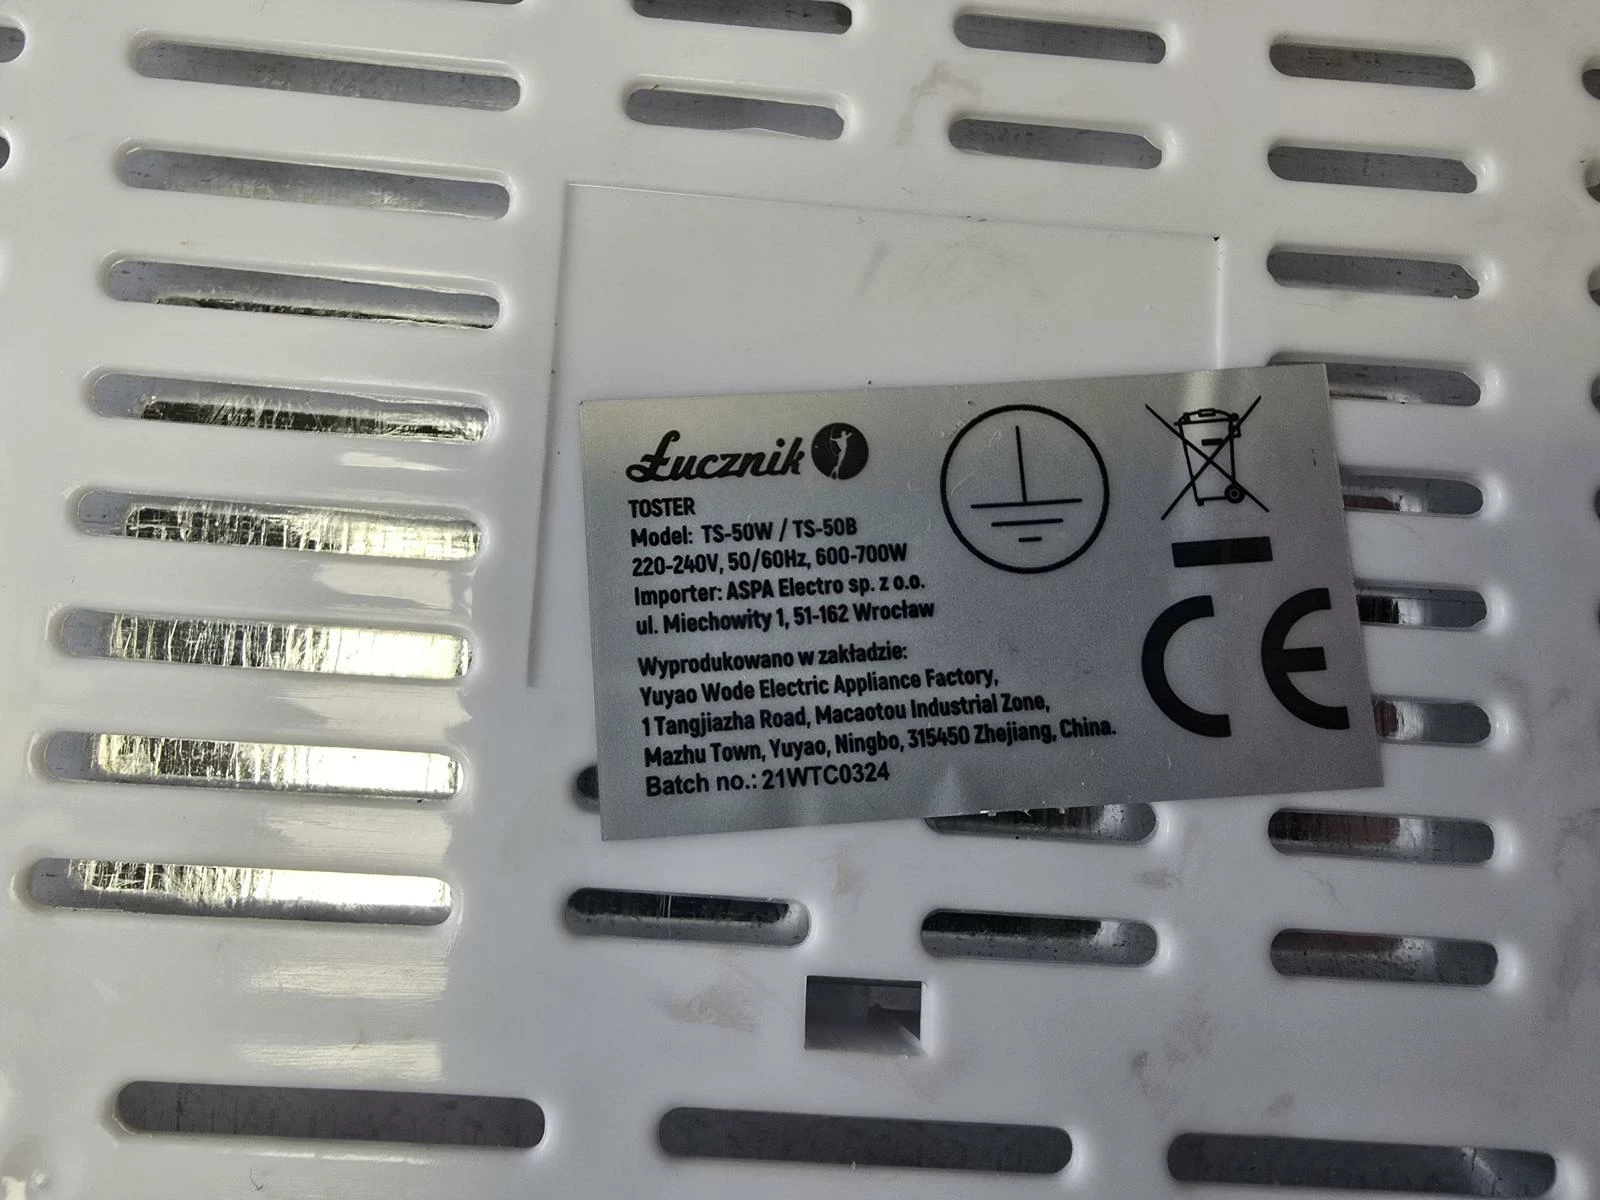 Łucznik
TOSTER
Model: TS-50W / TS-50B
220-240V, 50/60Hz, 600-700W
Importer: ASPA Electro sp. z o.o.
ul. Miechowity 1, 51-162 Wrocław
Wyprodukowano w zakładzie:
Yuyao Wode Electric Appliance Factory,
1 Tangjiazha Road, Macaotou Industrial Zone,
Mazhu Town, Yuyao, Ningbo, 315450 Zhejiang, China.
Batch no.: 21WTC0324
CE